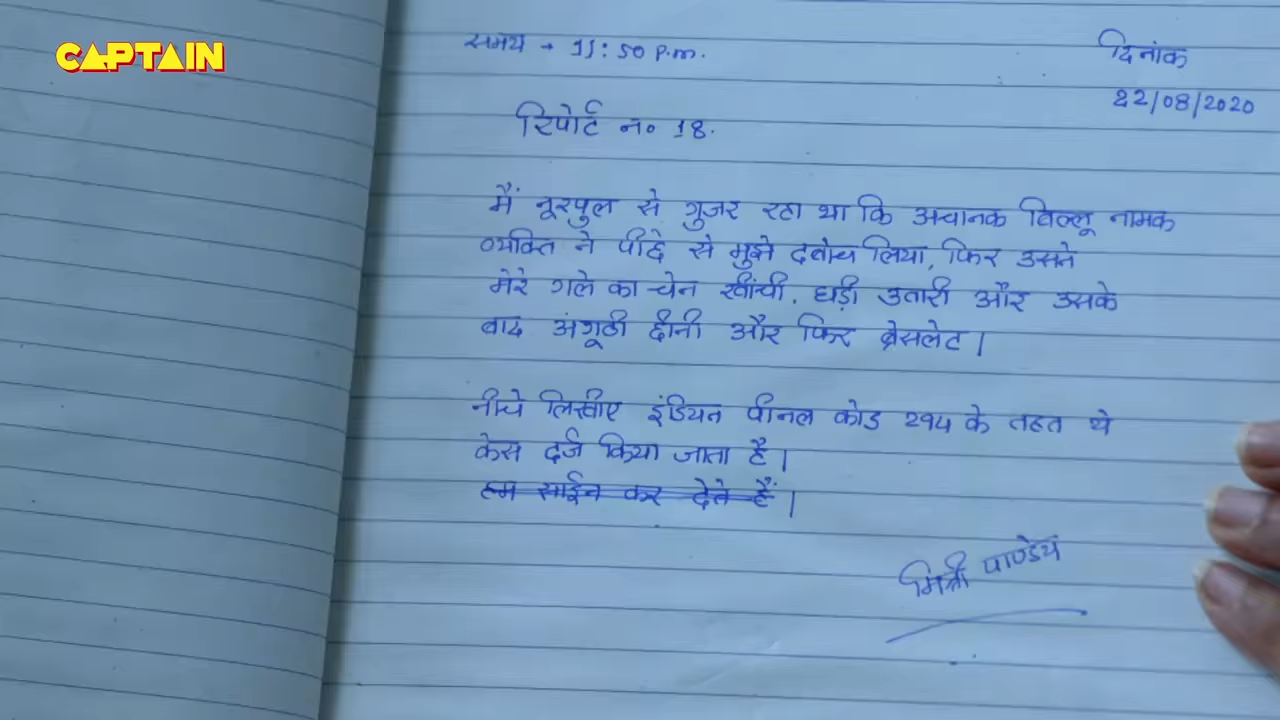 CAPTAIN
समय → 11:50 p.m.
दिनांक
22/08/2020
रिपोर्ट न० 18.
मैं नूरपुल से गुजर रहा था कि अचानक बिल्लू नामक
व्यक्ति ने पीछे से मुझे दबोच लिया, फिर उसने
मेरे गले का चेन खींची, घड़ी उतारी और उसके
बाद अंगूठी छीनी और फिर ब्रेसलेट।
नीचे लिखीए इंडियन पीनल कोड 294 के तहत ये
केस दर्ज किया जाता है।
हम साईन कर देते हैं।
मिश्री पाण्डेय